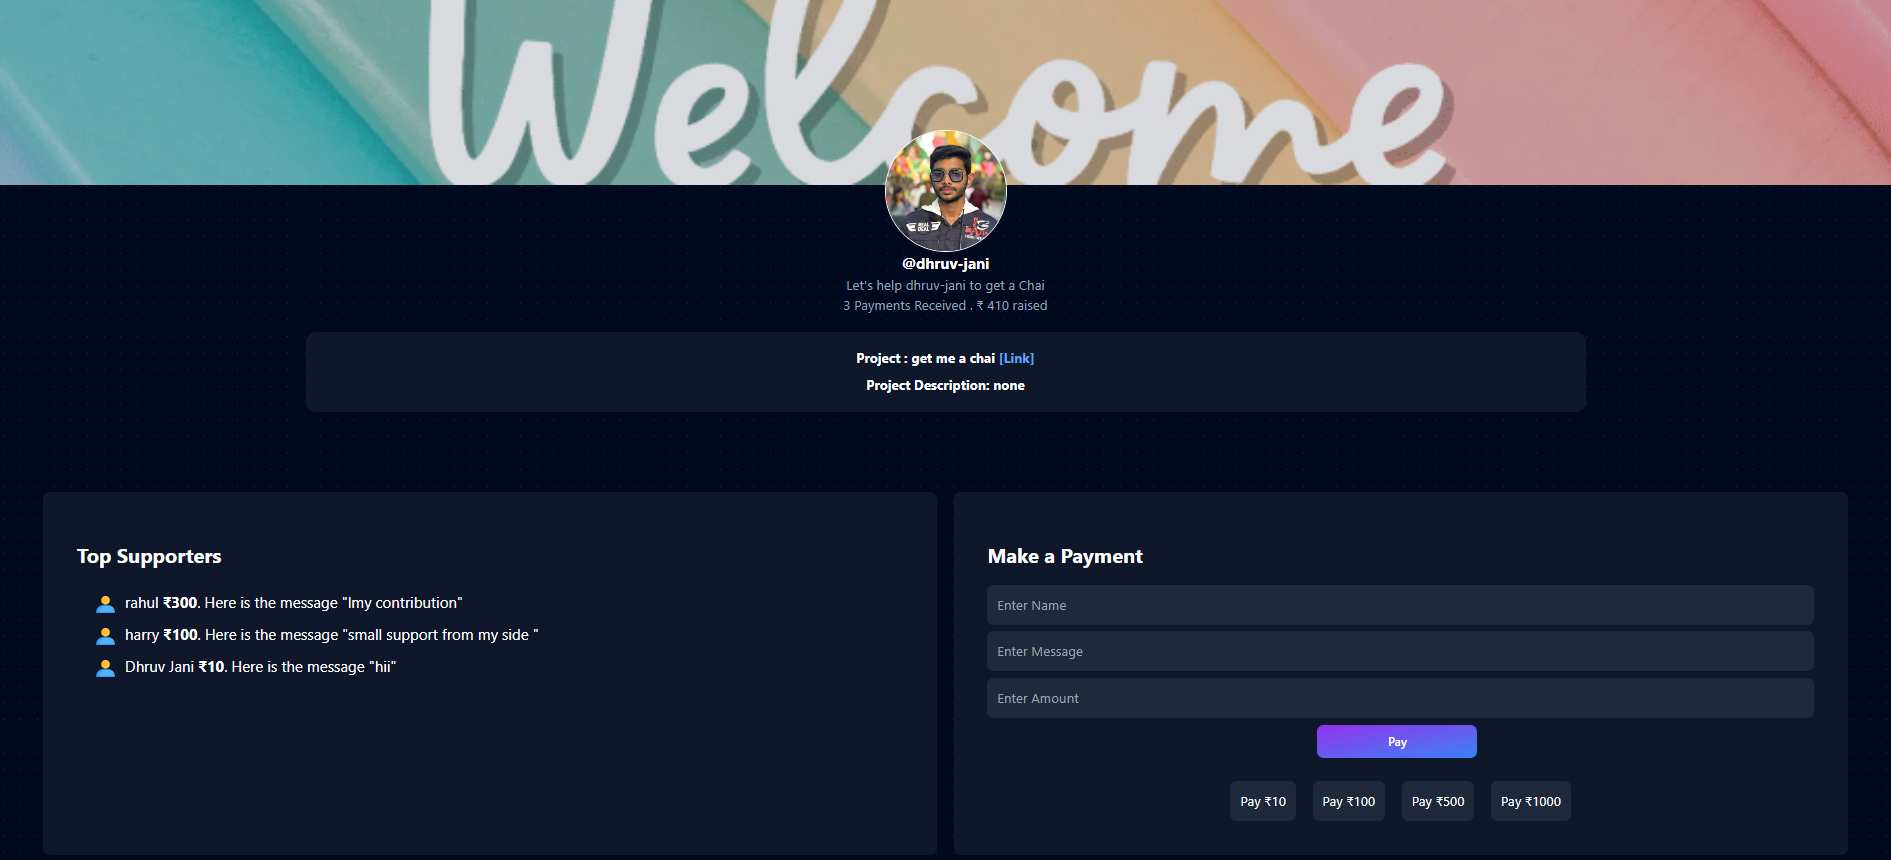 Welcome
@dhruv-jani
Let's help dhruv-jani to get a Chai
3 Payments Received . ₹ 410 raised
Project : get me a chai [Link]
Project Description: none
Top Supporters
rahul ₹300. Here is the message "Imy contribution"
harry ₹100. Here is the message "small support from my side "
Dhruv Jani ₹10. Here is the message "hii"
Make a Payment
Enter Name
Enter Message
Enter Amount
Pay
Pay ₹10 Pay ₹100 Pay ₹500 Pay ₹1000